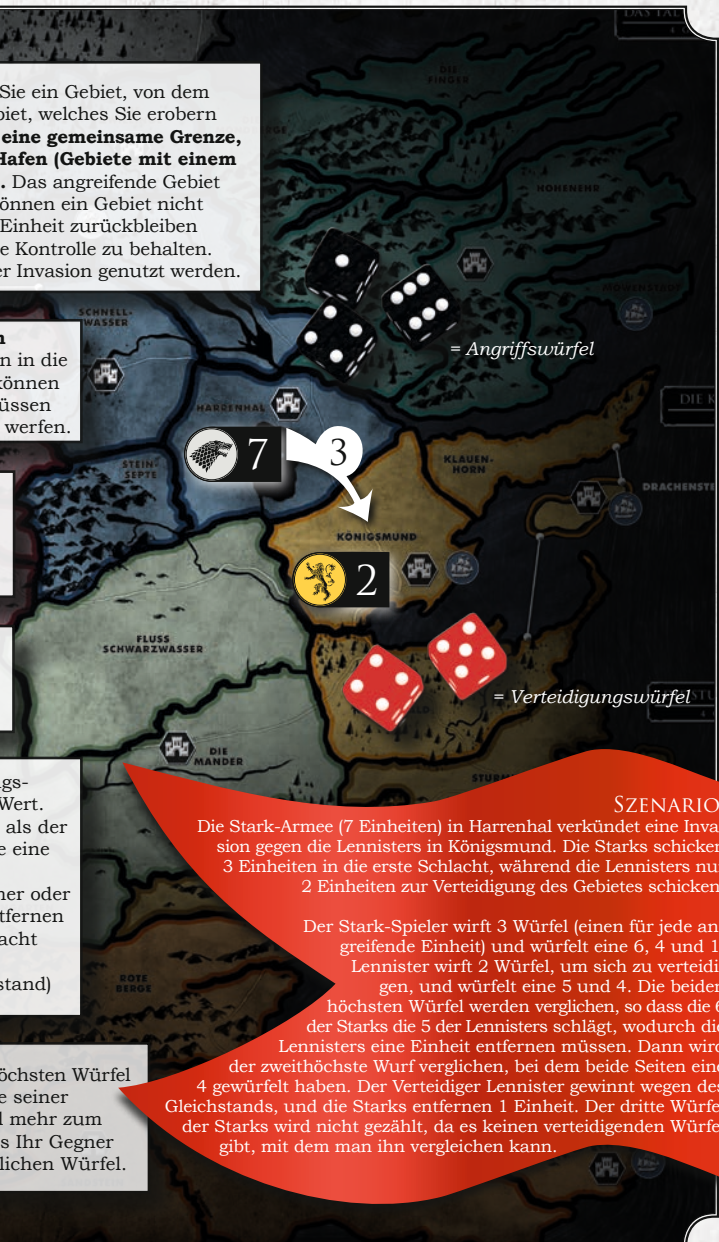 DAS TAL
DIE FINGER
Sie ein Gebiet, von dem
biet, welches Sie erobern
eine gemeinsame Grenze,
Hafen (Gebiete mit einem
. Das angreifende Gebiet
önnen ein Gebiet nicht
Einheit zurückbleiben
e Kontrolle zu behalten.
er Invasion genutzt werden.
HOHENEHR
MÖWENSTADT
= Angriffswürfel
SCHNELL-
WASSER
n
n in die
können
üssen
werfen.
DIE K
HARRENHAL
7
3
STEIN-
SEPTE
KLAUEN-
HORN
DRACHENSTE
KÖNIGSMUND
2
FLUSS
SCHWARZWASSER
= Verteidigungswürfel
DIE
MANDER
STURM
gs-
Wert.
als der
e eine
ner oder
tfernen
acht
stand)
ROTE
BERGE
öchsten Würfel
e seiner
d mehr zum
s Ihr Gegner
lichen Würfel.
SZENARIO
Die Stark-Armee (7 Einheiten) in Harrenhal verkündet eine Inva
sion gegen die Lennisters in Königsmund. Die Starks schicken
3 Einheiten in die erste Schlacht, während die Lennisters nur
2 Einheiten zur Verteidigung des Gebietes schicken
Der Stark-Spieler wirft 3 Würfel (einen für jede an
greifende Einheit) und würfelt eine 6, 4 und 1
Lennister wirft 2 Würfel, um sich zu verteidi
gen, und würfelt eine 5 und 4. Die beiden
höchsten Würfel werden verglichen, so dass die 6
der Starks die 5 der Lennisters schlägt, wodurch die
Lennisters eine Einheit entfernen müssen. Dann wird
der zweithöchste Wurf verglichen, bei dem beide Seiten eine
4 gewürfelt haben. Der Verteidiger Lennister gewinnt wegen des
Gleichstands, und die Starks entfernen 1 Einheit. Der dritte Würfel
der Starks wird nicht gezählt, da es keinen verteidigenden Würfel
gibt, mit dem man ihn vergleichen kann.